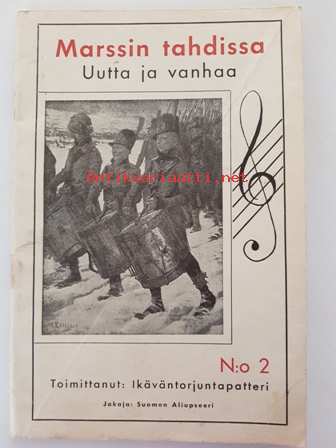 Marssin tahdissa
Uutta ja vanhaa
Antikvariaatti.net
N:o 2
Toimittanut: Ikäväntorjuntapatteri
Jakaja: Suomen Aliupseeri